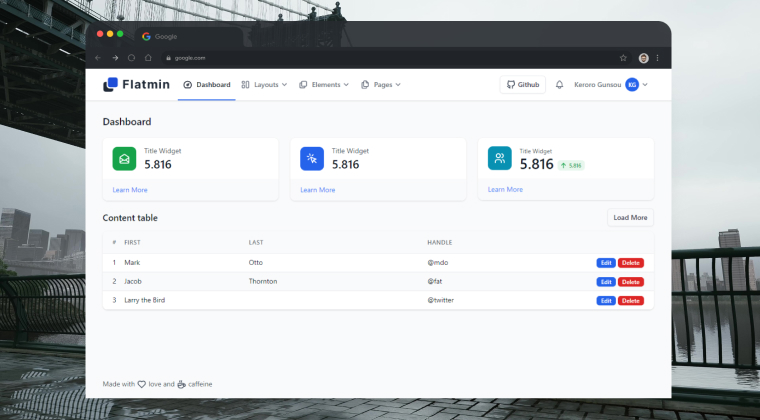 Google
google.com
Flatmin Dashboard Layouts Elements Pages Github Keroro Gunsou KG
Dashboard
Title Widget
5.816
Learn More
Title Widget
5.816
Learn More
Title Widget
5.816 5.816
Learn More
Content table Load More
# FIRST LAST HANDLE
1 Mark Otto @mdo Edit Delete
2 Jacob Thornton @fat Edit Delete
3 Larry the Bird @twitter Edit Delete
Made with love and caffeine